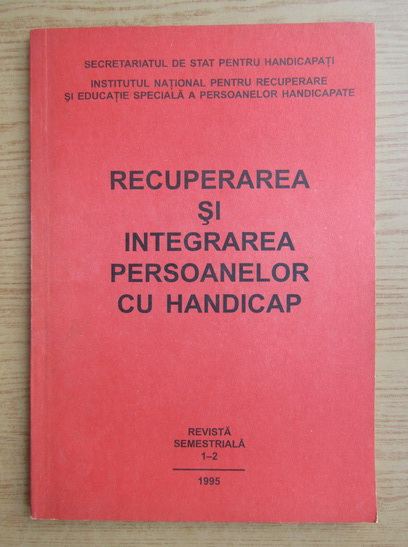 SECRETARIATUL DE STAT PENTRU HANDICAPAȚI
INSTITUTUL NAȚIONAL PENTRU RECUPERARE
ȘI EDUCAȚIE SPECIALĂ A PERSOANELOR HANDICAPATE
RECUPERAREA
ȘI
INTEGRAREA
PERSOANELOR
CU HANDICAP
REVISTĂ
SEMESTRIALĂ
1–2
1995